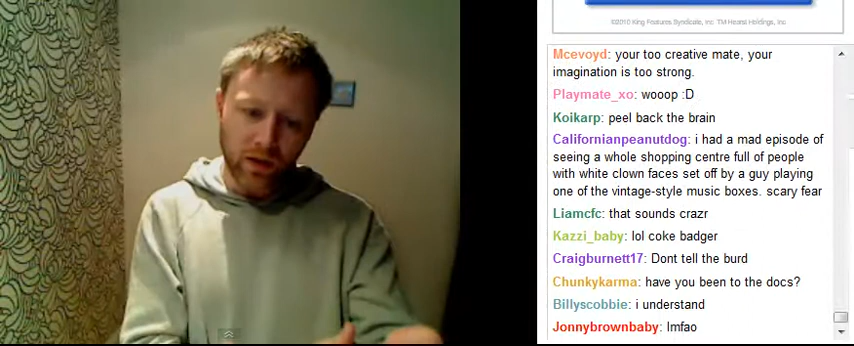 ©2010 King Features Syndicate, Inc TM Hearst Holdings, Inc
Mcevoyd: your too creative mate, your
imagination is too strong.
Playmate_xo: wooop :D
Koikarp: peel back the brain
Californianpeanutdog: i had a mad episode of
seeing a whole shopping centre full of people
with white clown faces set off by a guy playing
one of the vintage-style music boxes. scary fear
Liamcfc: that sounds crazr
Kazzi_baby: lol coke badger
Craigburnett17: Dont tell the burd
Chunkykarma: have you been to the docs?
Billyscobbie: i understand
Jonnybrownbaby: lmfao